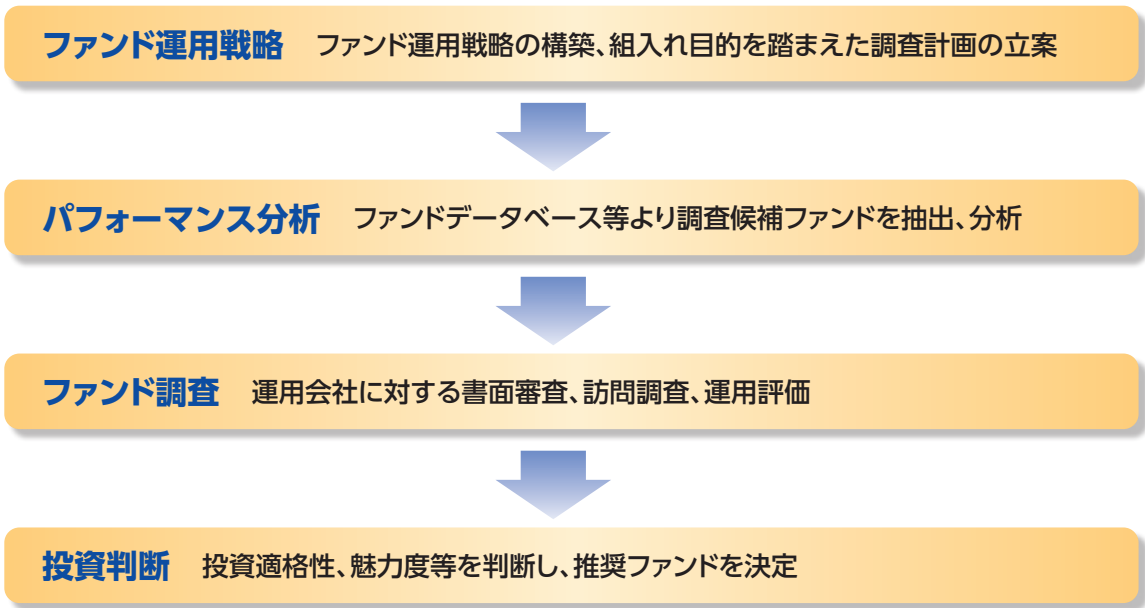 ファンド運用戦略 ファンド運用戦略の構築、組入れ目的を踏まえた調査計画の立案
パフォーマンス分析 ファンドデータベース等より調査候補ファンドを抽出、分析
ファンド調査 運用会社に対する書面審査、訪問調査、運用評価
投資判断 投資適格性、魅力度等を判断し、推奨ファンドを決定